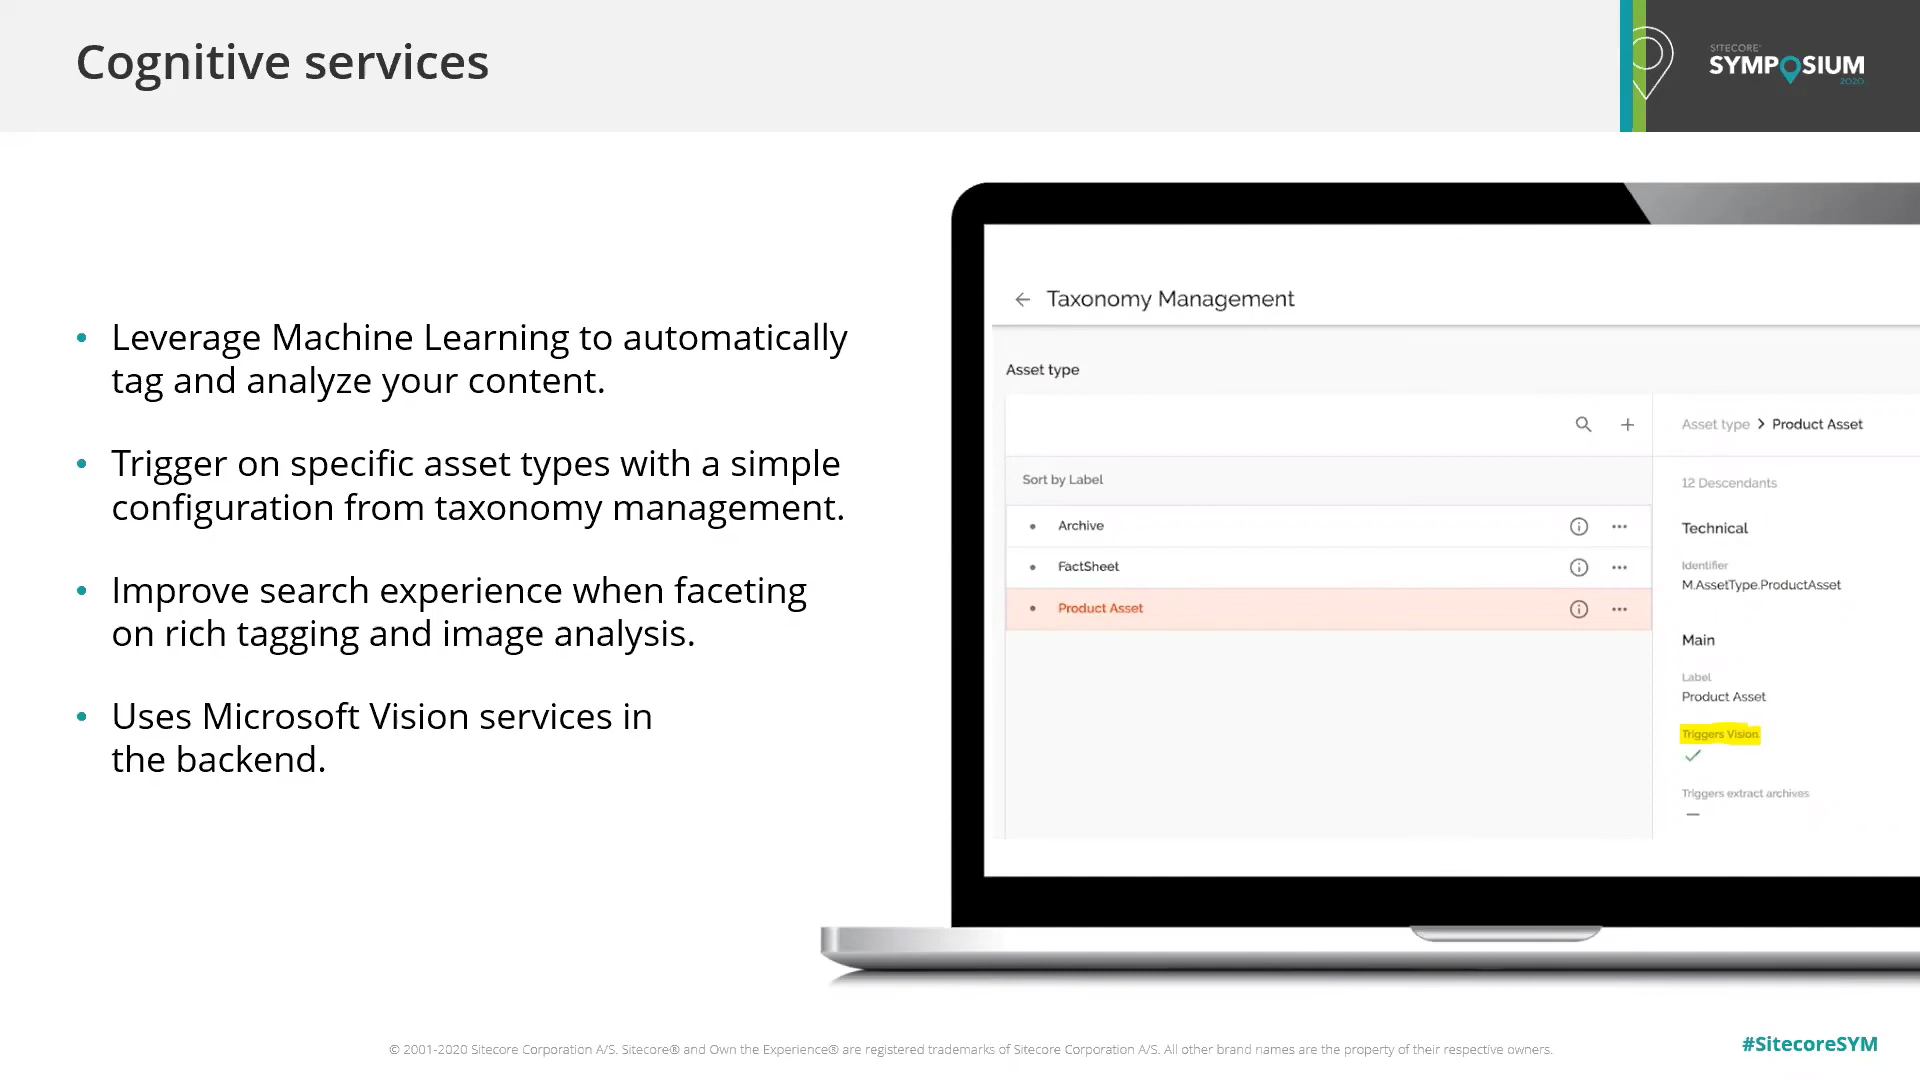 Cognitive services
SITECORE®
SYMPOSIUM
2020
• Leverage Machine Learning to automatically
tag and analyze your content.
• Trigger on specific asset types with a simple
configuration from taxonomy management.
• Improve search experience when faceting
on rich tagging and image analysis.
• Uses Microsoft Vision services in
the backend.
Taxonomy Management
Asset type
Asset type > Product Asset
Sort by Label
Archive
FactSheet
Product Asset
12 Descendants
Technical
Identifier
M.AssetType.ProductAsset
Main
Label
Product Asset
Triggers Vision
Triggers extract archives
© 2001-2020 Sitecore Corporation A/S. Sitecore® and Own the Experience® are registered trademarks of Sitecore Corporation A/S. All other brand names are the property of their respective owners.
#SitecoreSYM